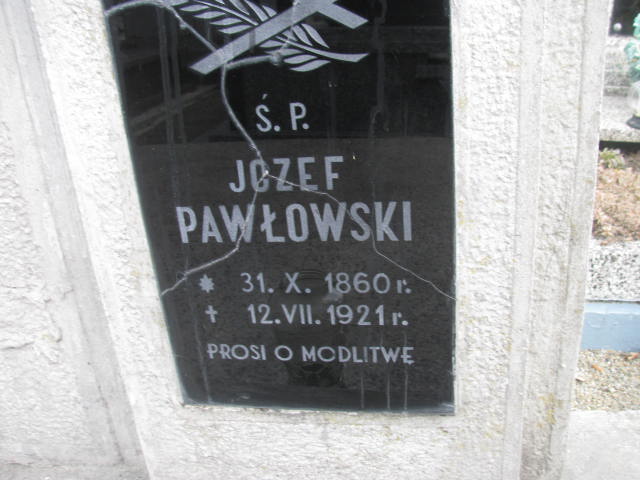 Ś. P.
JÓZEF
PAWŁOWSKI
* 31. X. 1860 r.
† 12. VII. 1921 r.
PROSI O MODLITWĘ